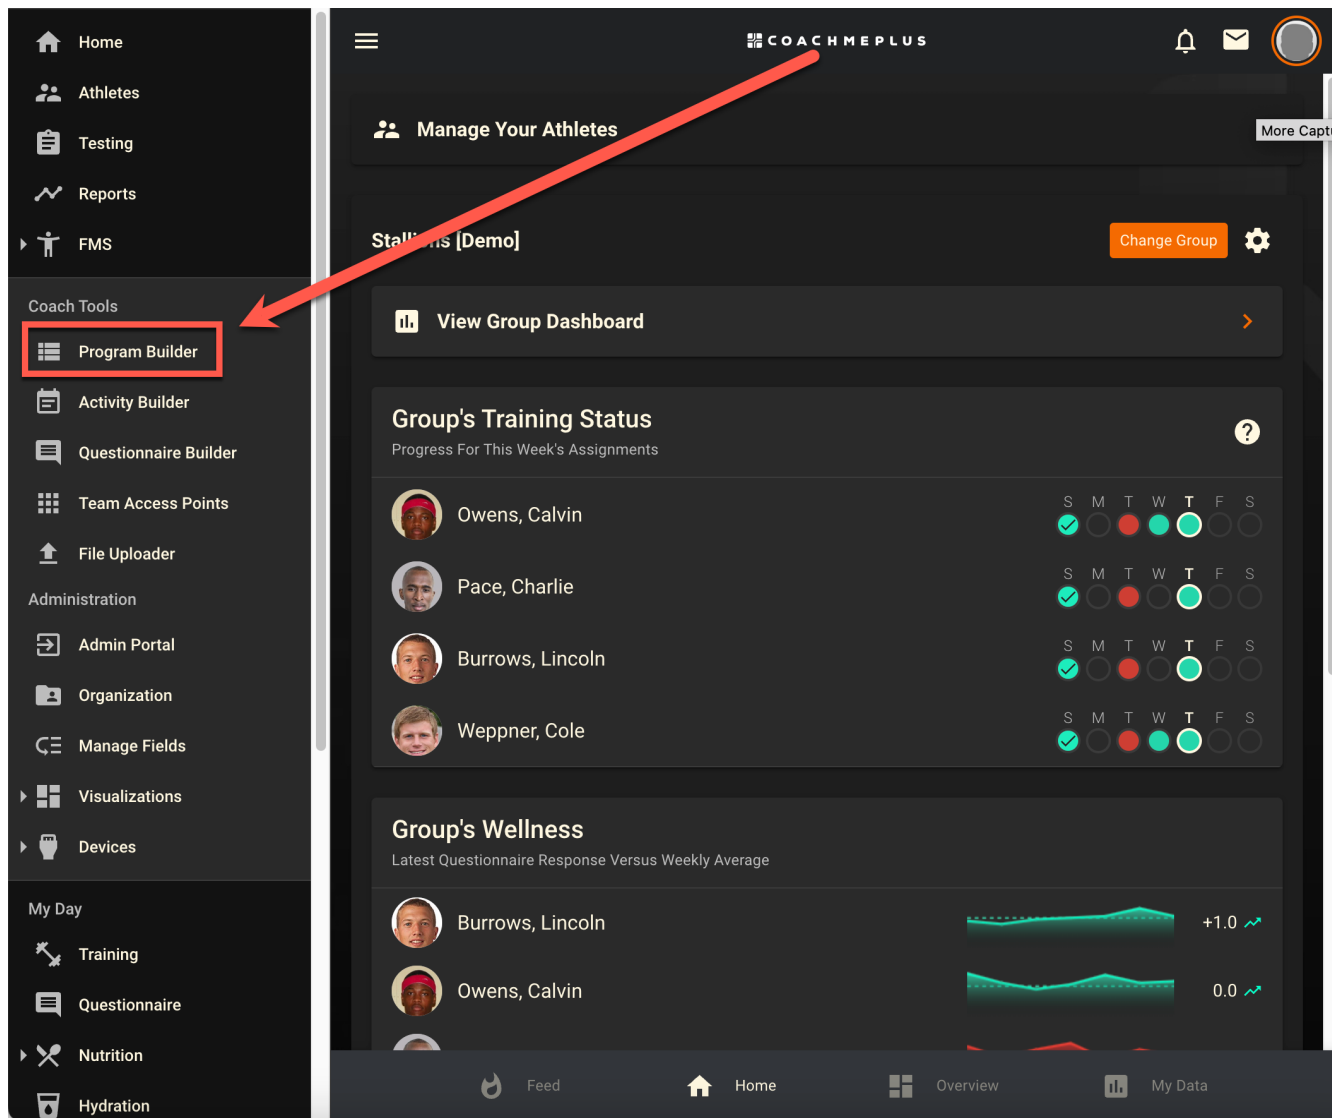 Home
Athletes
Testing
Reports
FMS
Coach Tools
Program Builder
Activity Builder
Questionnaire Builder
Team Access Points
File Uploader
Administration
Admin Portal
Organization
Manage Fields
Visualizations
Devices
My Day
Training
Questionnaire
Nutrition
Hydration
COACHMEPLUS
Manage Your Athletes
More Capt
Stallions [Demo]
Change Group
View Group Dashboard
Group's Training Status
Progress For This Week's Assignments
?
Owens, Calvin
S M T W T F S
Pace, Charlie
S M T W T F S
Burrows, Lincoln
S M T W T F S
Weppner, Cole
S M T W T F S
Group's Wellness
Latest Questionnaire Response Versus Weekly Average
Burrows, Lincoln +1.0
Owens, Calvin 0.0
Feed Home Overview My Data